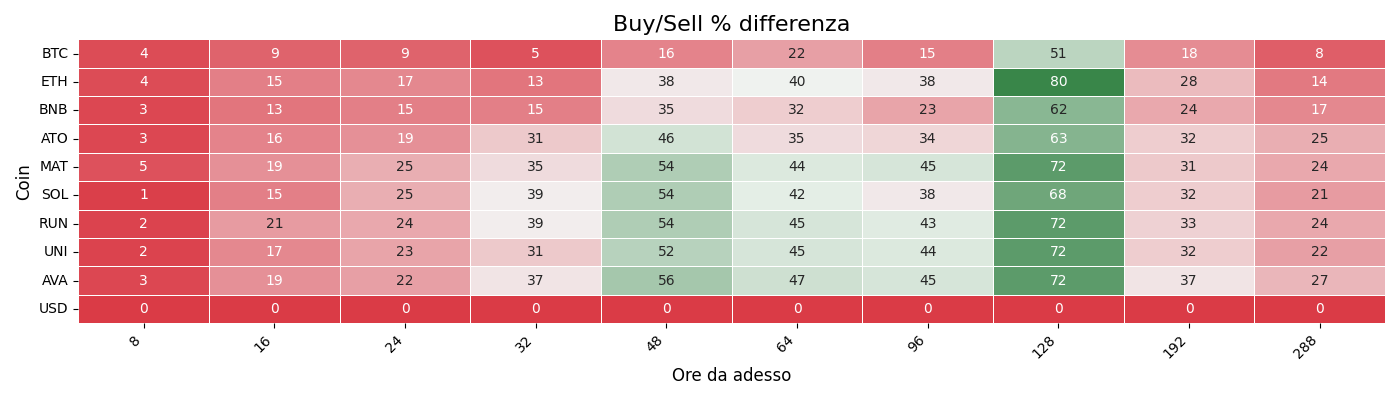 Buy/Sell % differenza
BTC 4 9 9 5 16 22 15 51 18 8
ETH 4 15 17 13 38 40 38 80 28 14
BNB 3 13 15 15 35 32 23 62 24 17
ATO 3 16 19 31 46 35 34 63 32 25
MAT 5 19 25 35 54 44 45 72 31 24
SOL 1 15 25 39 54 42 38 68 32 21
RUN 2 21 24 39 54 45 43 72 33 24
UNI 2 17 23 31 52 45 44 72 32 22
AVA 3 19 22 37 56 47 45 72 37 27
USD 0 0 0 0 0 0 0 0 0 0
Coin
8 16 24 32 48 64 96 128 192 288
Ore da adesso